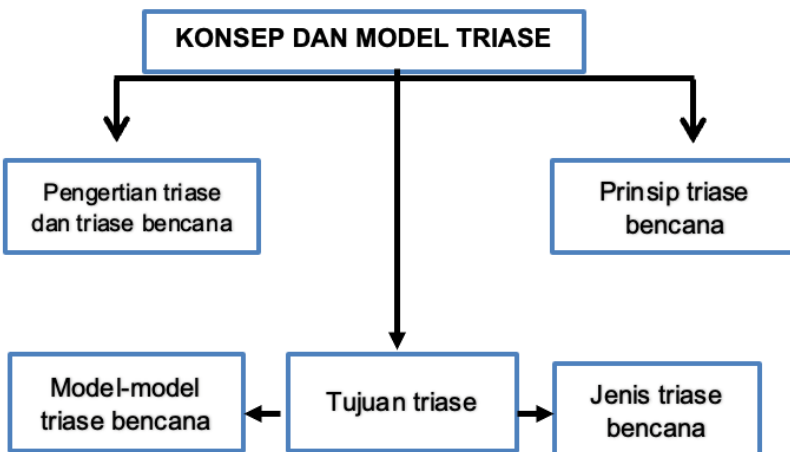 KONSEP DAN MODEL TRIASE
Pengertian triase
dan triase bencana
Prinsip triase
bencana
Model-model
triase bencana
Tujuan triase
Jenis triase
bencana